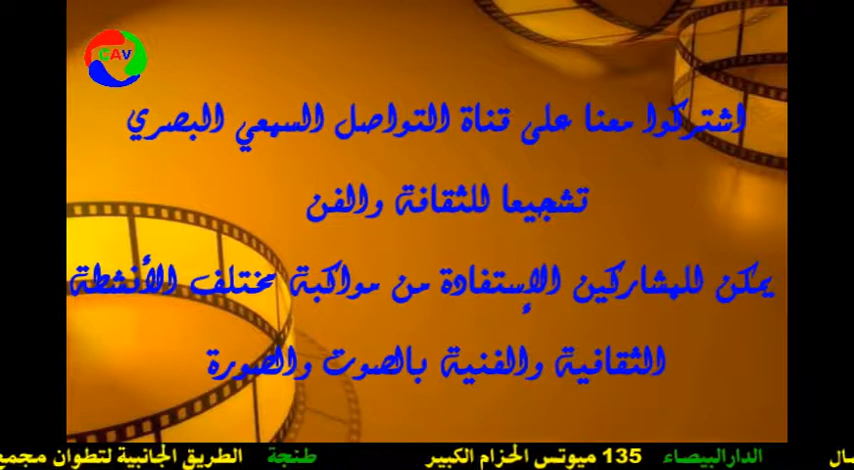 CAV
اشتركوا معنا على قناة التواصل السمعي البصري
تشجيعا للثقافة والفن
يمكن للمشاركين الإستفادة من مواكبة مختلف الأنشطة
الثقافية والفنية بالصوت والصورة
الدارالبيضاء 135 ميوتس الحزام الكبير طنجة الطريق الجانبية لتطوان مجمع